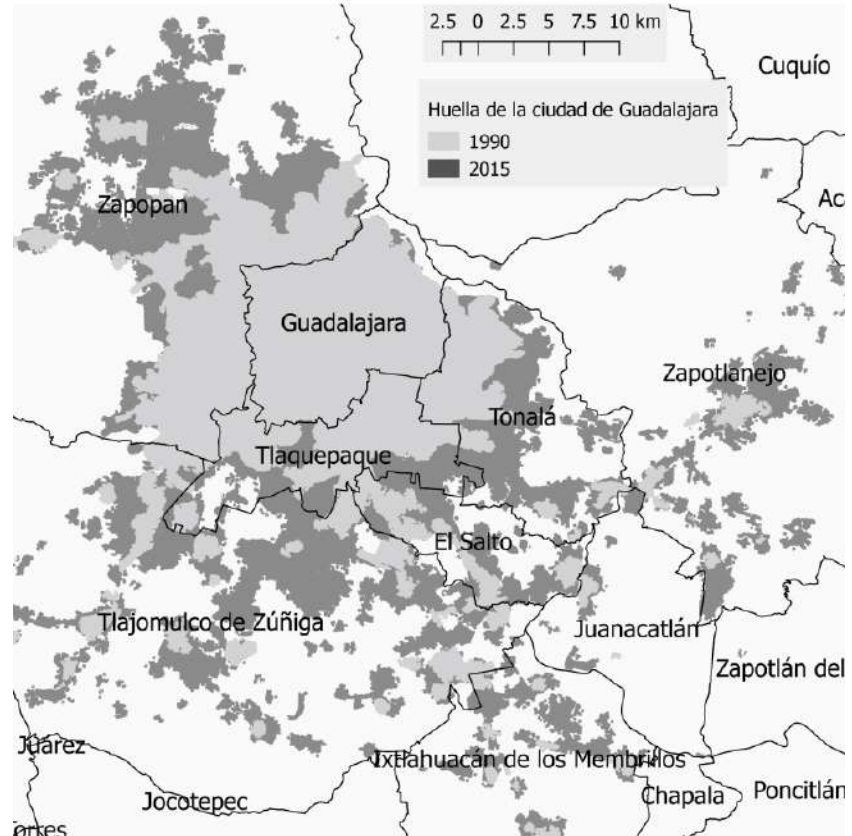 2.5 0 2.5 5 7.5 10 km
Cuquío
Huella de la ciudad de Guadalajara
1990
2015
Zapopan
Ac
Guadalajara
Zapotlanejo
Tonalá
Tlaquepaque
El Salto
Tlajomulco de Zúñiga
Juanacatlán
Zapotlán del
Juárez
Ixtlahuacán de los Membrillos
Jocotepec
Chapala
Poncitlán
orres